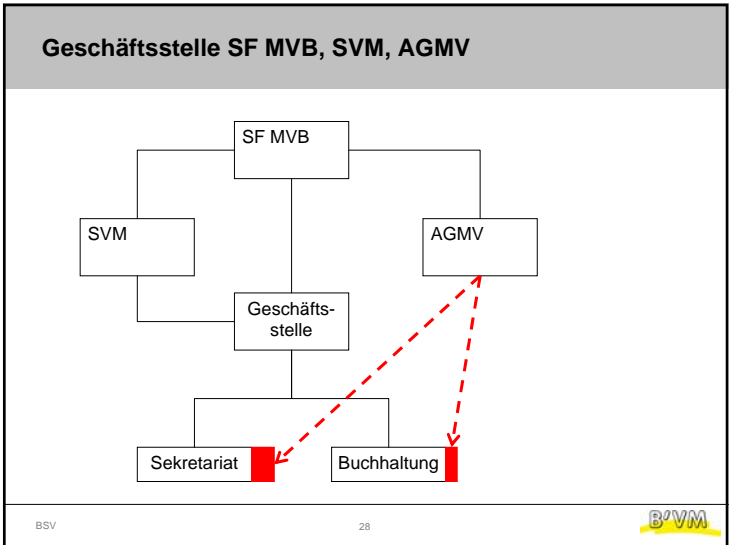 Geschäftsstelle SF MVB, SVM, AGMV
SF MVB
SVM
AGMV
Geschäfts-
stelle
Sekretariat
Buchhaltung
BSV
28
B'VM